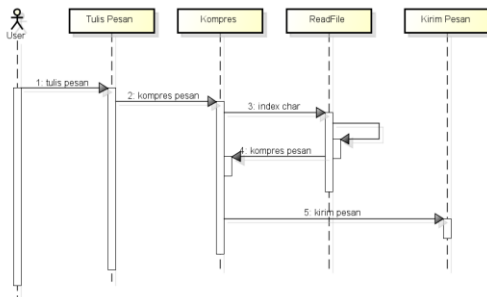 Tulis Pesan
Kompres
ReadFile
Kirim Pesan
User
1: tulis pesan
2: kompres pesan
3: index char
4: kompres pesan
5: kirim pesan